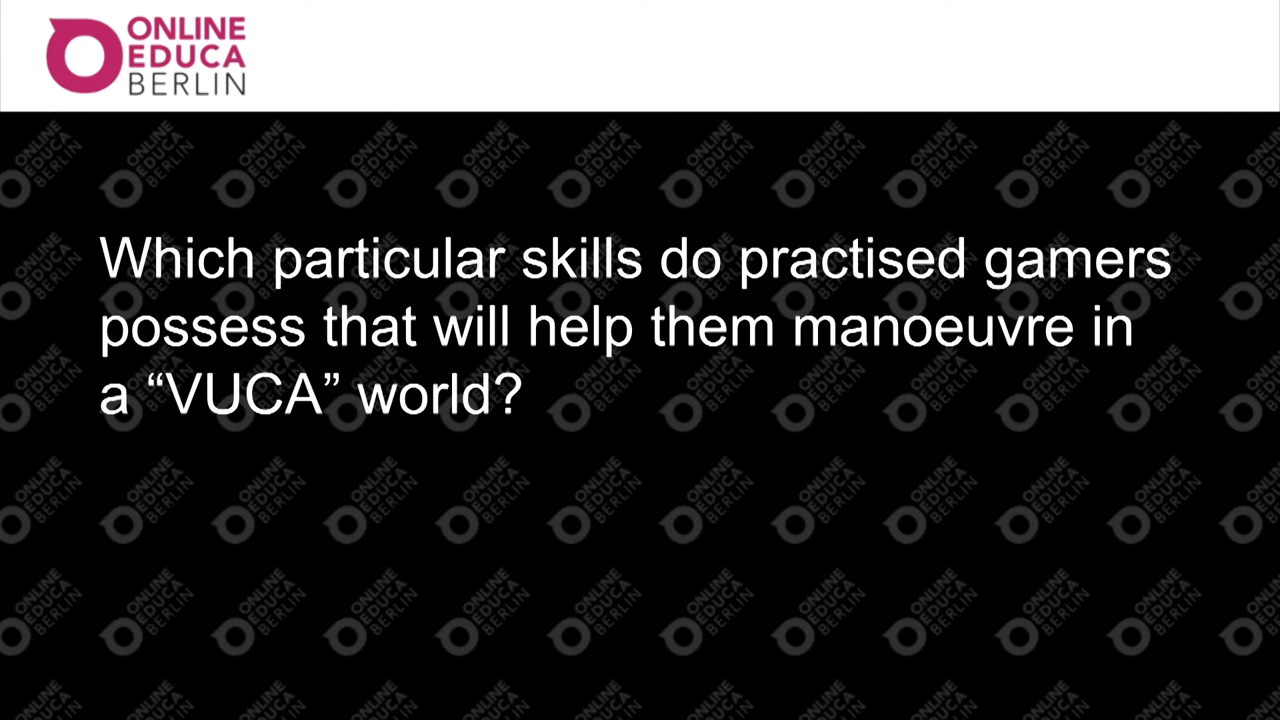 ONLINE
EDUCA
BERLIN
Which particular skills do practised gamers
possess that will help them manoeuvre in
a “VUCA” world?